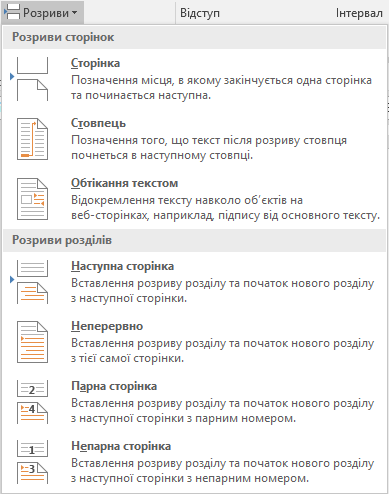 Розриви Відступ Інтервал
Розриви сторінок
Сторінка
Позначення місця, в якому закінчується одна сторінка
та починається наступна.
Стовпець
Позначення того, що текст після розриву стовпця
почнеться в наступному стовпці.
Обтікання текстом
Відокремлення тексту навколо об’єктів на
веб-сторінках, наприклад, підпису від основного тексту.
Розриви розділів
Наступна сторінка
Вставлення розриву розділу та початок нового розділу
з наступної сторінки.
Неперервно
Вставлення розриву розділу та початок нового розділу
з тієї самої сторінки.
2
4
Парна сторінка
Вставлення розриву розділу та початок нового розділу
з наступної сторінки з парним номером.
1
3
Непарна сторінка
Вставлення розриву розділу та початок нового розділу
з наступної сторінки з непарним номером.